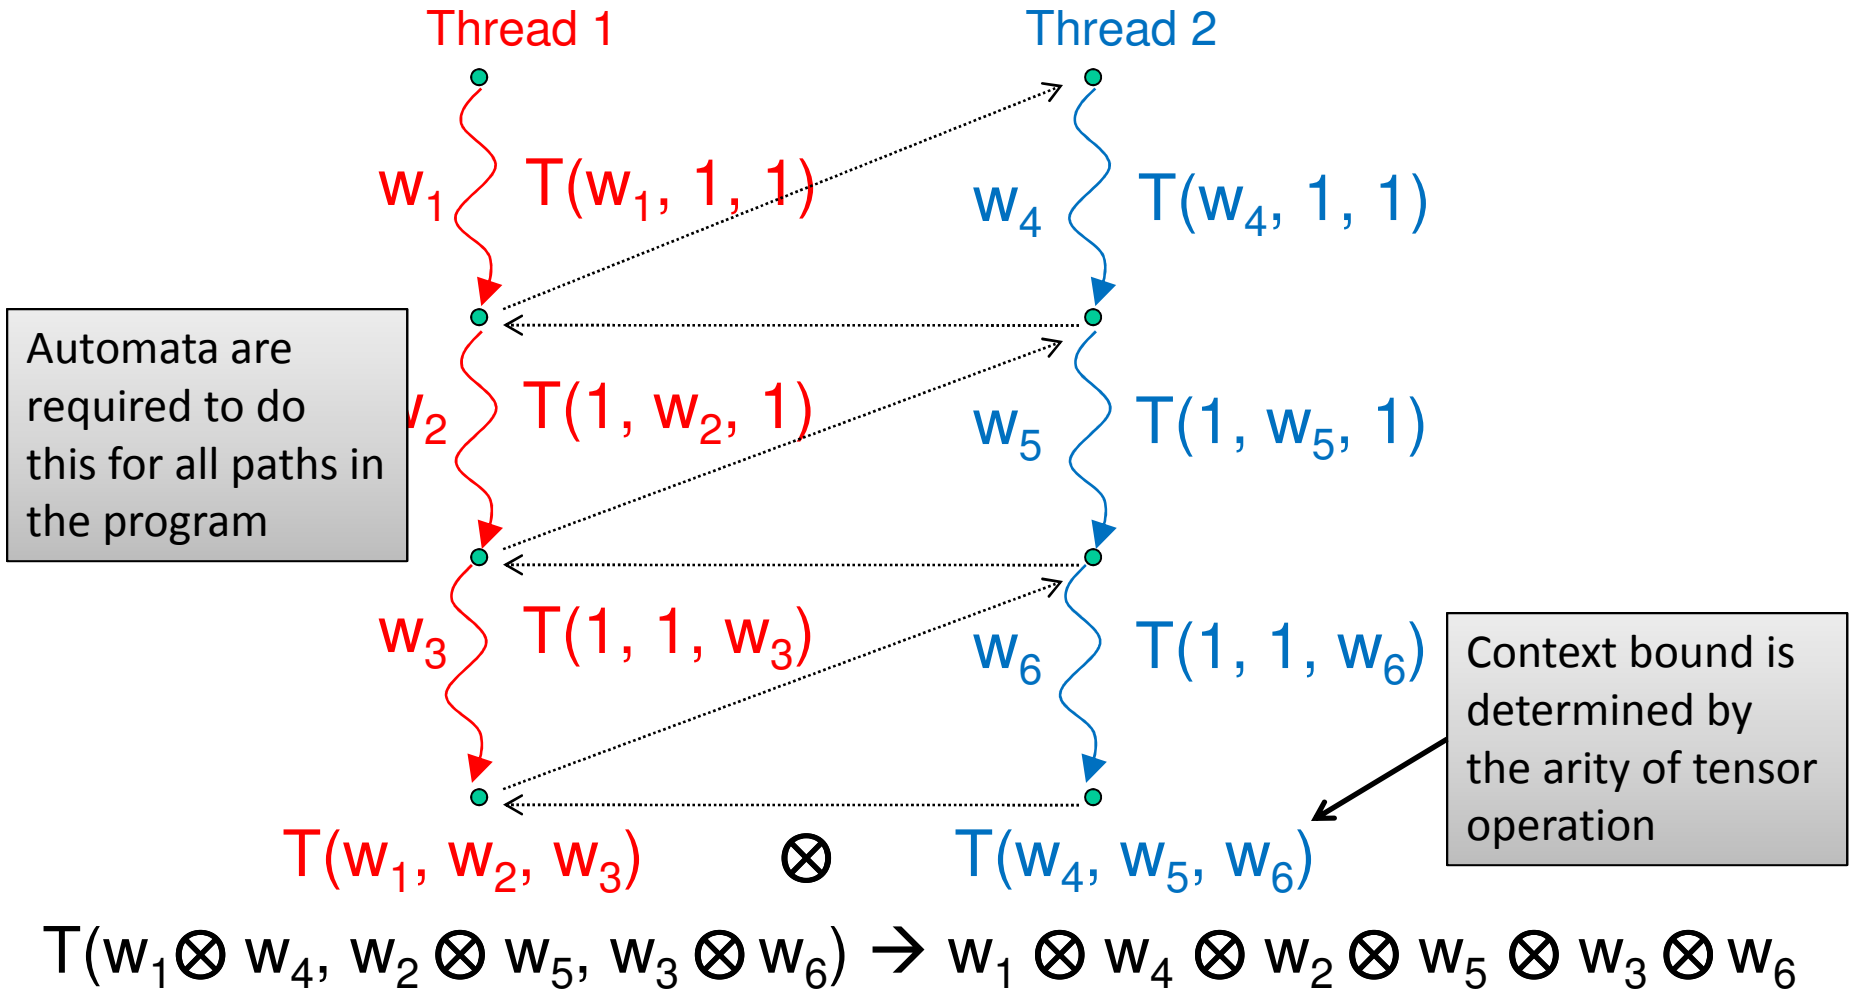 Thread 1 Thread 2
w₁ T(w₁, 1, 1) w₄ T(w₄, 1, 1)
Automata are
required to do
this for all paths in
the program
₂ T(1, w₂, 1) w₅ T(1, w₅, 1)
w₃ T(1, 1, w₃) w₆ T(1, 1, w₆)
Context bound is
determined by
the arity of tensor
operation
T(w₁, w₂, w₃) ⊗ T(w₄, w₅, w₆)
T(w₁⊗ w₄, w₂ ⊗ w₅, w₃ ⊗ w₆) → w₁ ⊗ w₄ ⊗ w₂ ⊗ w₅ ⊗ w₃ ⊗ w₆